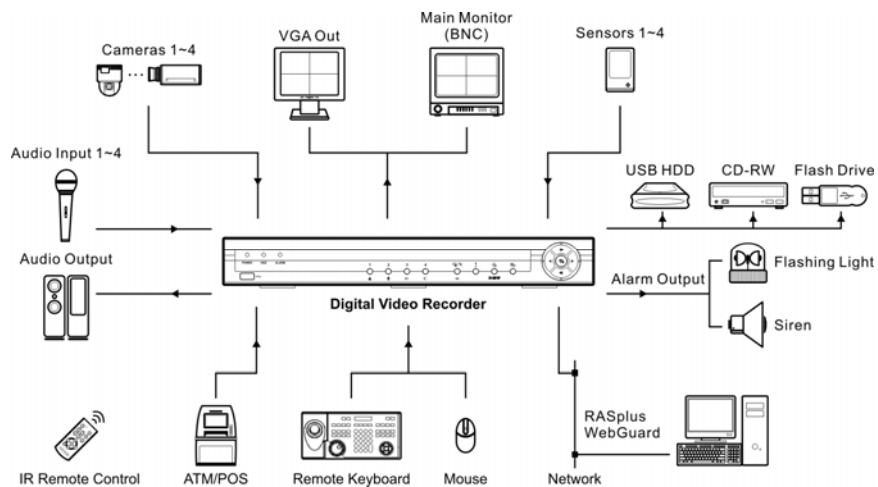 Cameras 1~4
VGA Out
Main Monitor
(BNC)
Sensors 1~4
Audio Input 1~4
USB HDD
CD-RW
Flash Drive
Audio Output
Digital Video Recorder
Alarm Output
Flashing Light
Siren
RASplus
WebGuard
IR Remote Control
ATM/POS
Remote Keyboard
Mouse
Network